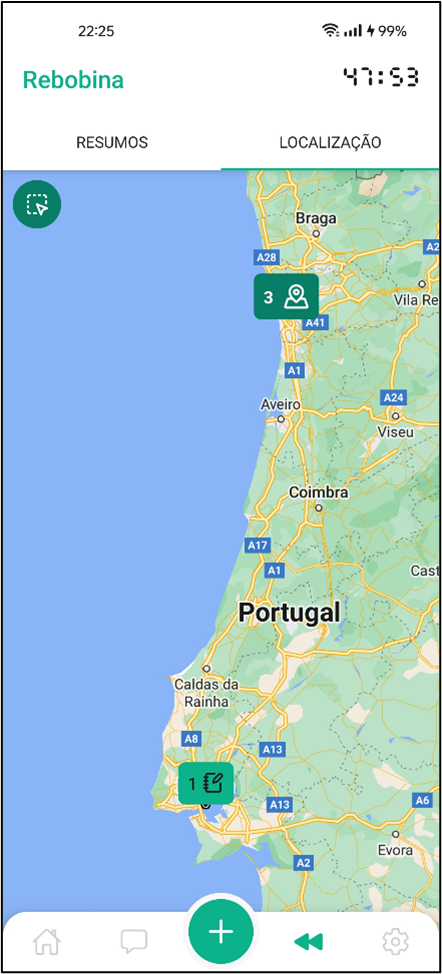 22:25
99%
Rebobina
47:53
RESUMOS
LOCALIZAÇÃO
Braga
A28
A2
3
Vila Re
A41
A1
A24
Aveiro
Viseu
Coimbra
A17
A1
Cast
Portugal
Caldas da
Rainha
A8
A13
1
A13
A6
Evora
A2